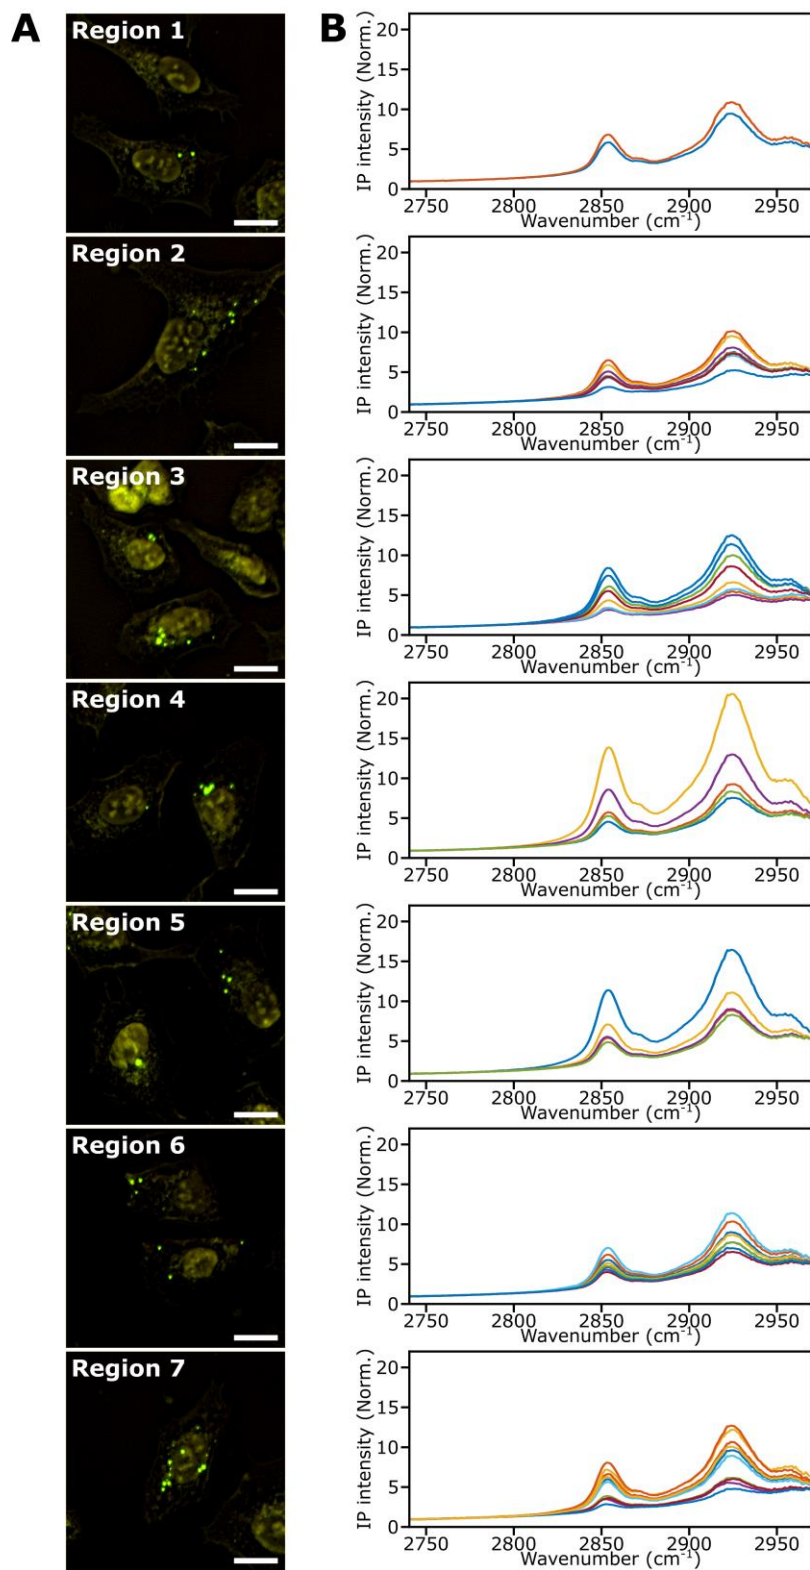 A
B
Region 1
IP intensity (Norm.)
20
15
10
5
0
2750 2800 2850 2900 2950
Wavenumber (cm⁻¹)
Region 2
IP intensity (Norm.)
20
15
10
5
0
2750 2800 2850 2900 2950
Wavenumber (cm⁻¹)
Region 3
IP intensity (Norm.)
20
15
10
5
0
2750 2800 2850 2900 2950
Wavenumber (cm⁻¹)
Region 4
IP intensity (Norm.)
20
15
10
5
0
2750 2800 2850 2900 2950
Wavenumber (cm⁻¹)
Region 5
IP intensity (Norm.)
20
15
10
5
0
2750 2800 2850 2900 2950
Wavenumber (cm⁻¹)
Region 6
IP intensity (Norm.)
20
15
10
5
0
2750 2800 2850 2900 2950
Wavenumber (cm⁻¹)
Region 7
IP intensity (Norm.)
20
15
10
5
0
2750 2800 2850 2900 2950
Wavenumber (cm⁻¹)